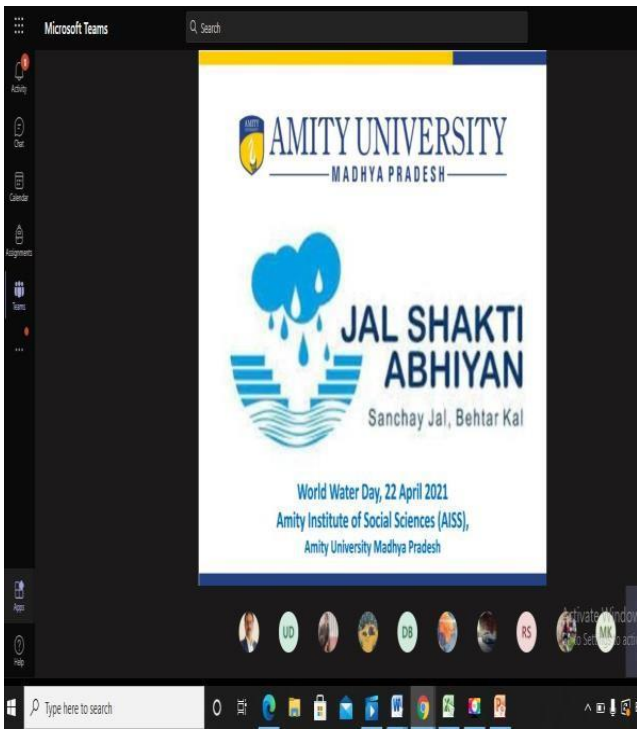 Microsoft Teams
Search
Activity
Chat
Calendar
Assignments
Teams
Apps
Help
AMITY
AMITY UNIVERSITY
MADHYA PRADESH
JAL SHAKTI
ABHIYAN
Sanchay Jal, Behtar Kal
World Water Day, 22 April 2021
Amity Institute of Social Sciences (AISS),
Amity University Madhya Pradesh
UD
DB
RS
MK
Type here to search